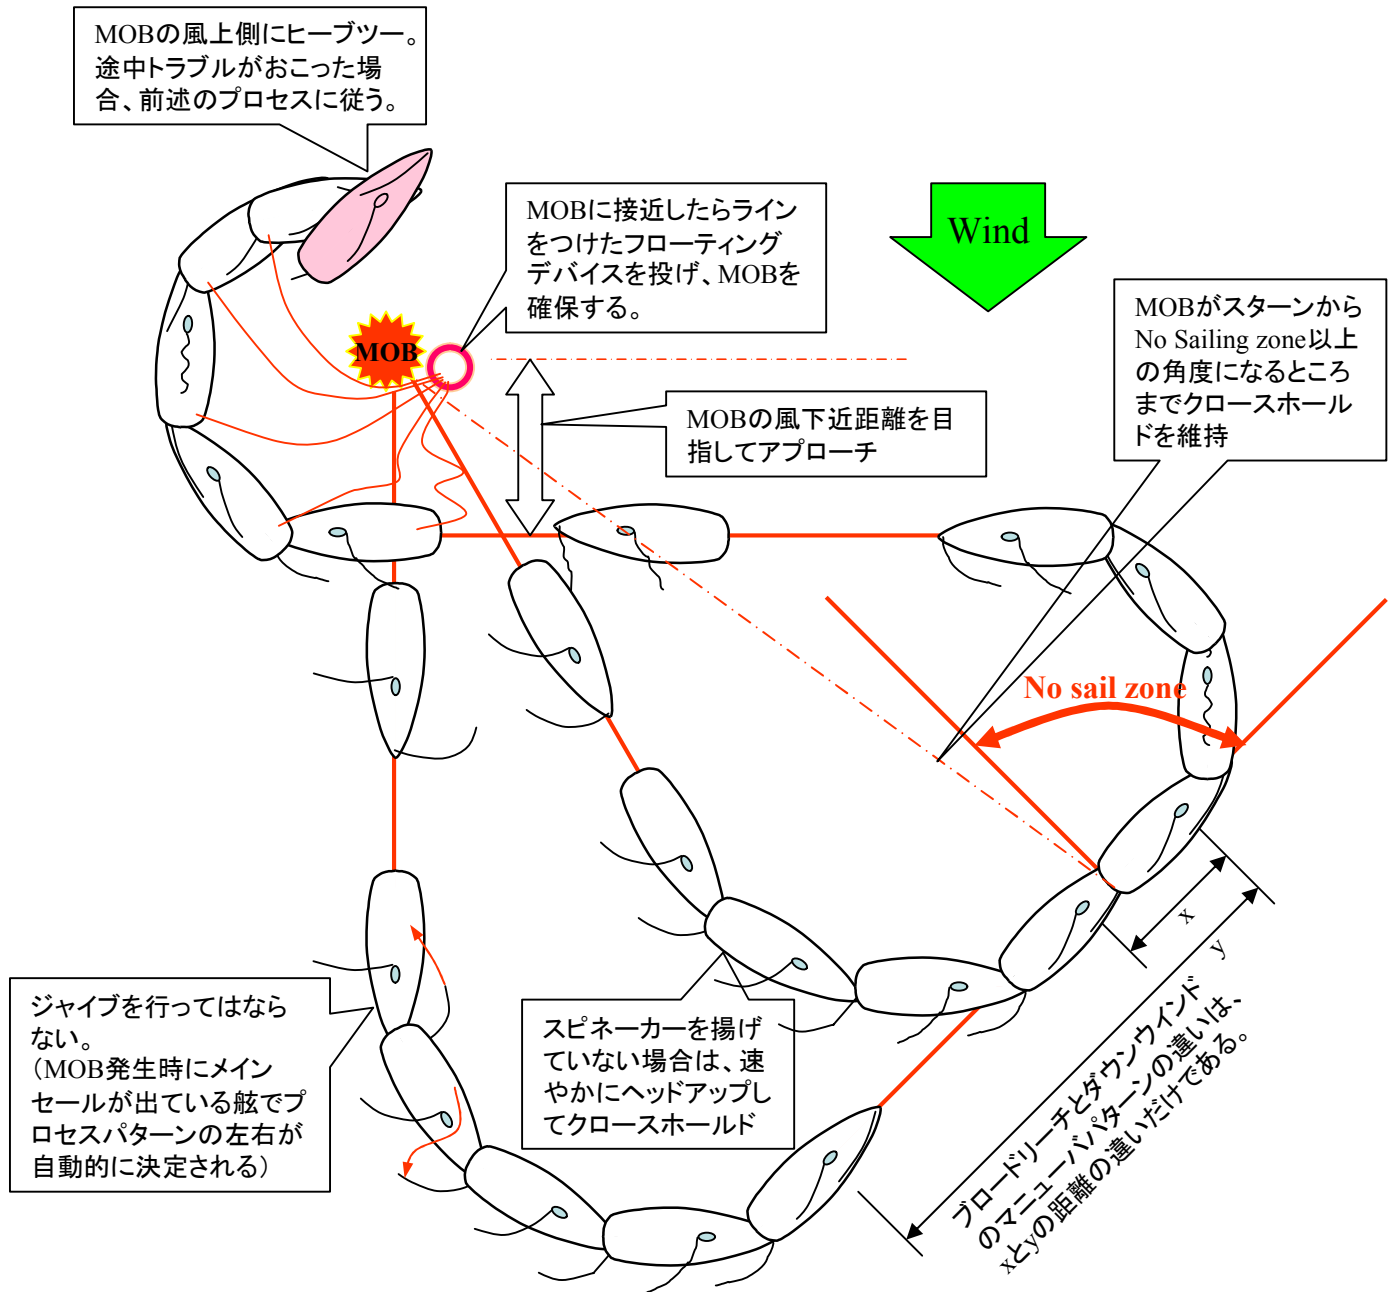 MOBの風上側にヒーブツー。
途中トラブルがおこった場
合、前述のプロセスに従う。
MOBに接近したらライン
をつけたフローティング
デバイスを投げ、MOBを
確保する。
Wind
MOBがスターンから
No Sailing zone以上
の角度になるところ
までクロースホール
ドを維持
MOB
MOBの風下近距離を目
指してアプローチ
No sail zone
x
y
ブロードリーチとダウンウインド
のマニューバパターンの違いは、
xとyの距離の違いだけである。
ジャイブを行ってはなら
ない。
（MOB発生時にメイン
セールが出ている舷でプ
ロセスパターンの左右が
自動的に決定される）
スピネーカーを揚げ
ていない場合は、速
やかにヘッドアップし
てクロースホールド